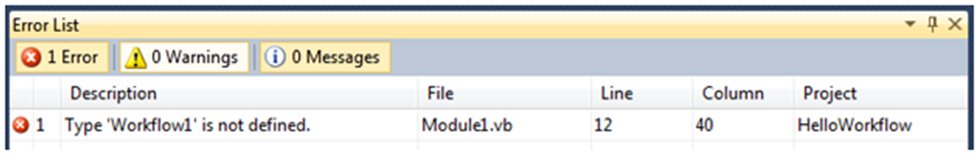 Error List
1 Error 0 Warnings 0 Messages
Description File Line Column Project
1 Type 'Workflow1' is not defined. Module1.vb 12 40 HelloWorkflow